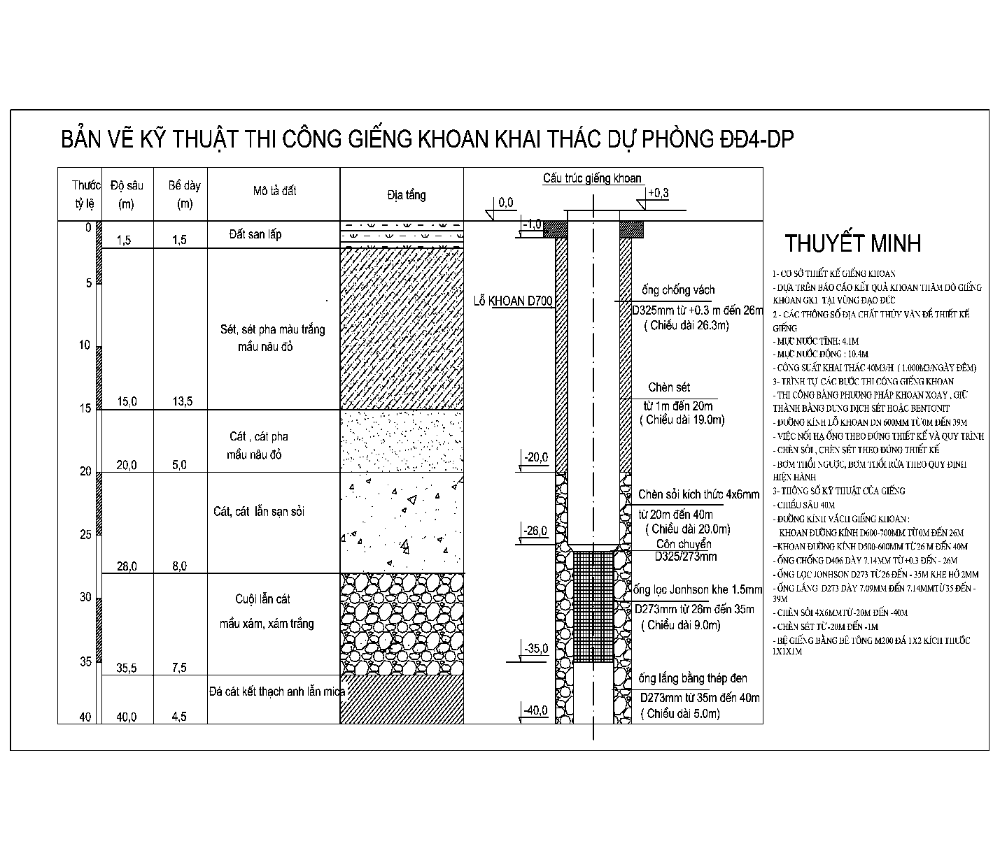 BẢN VẼ KỸ THUẬT THI CÔNG GIẾNG KHOAN KHAI THÁC DỰ PHÒNG ĐĐ4-DP
Thước
tỷ lệ
Độ sâu
(m)
Bề dày
(m)
Mô tả đất
Địa tầng
Cấu trúc giếng khoan
0,0
+0,3
0
1,5
1,5
Đất san lấp
-1,0
5
Sét, sét pha màu trắng
mầu nâu đỏ
10
15,0
13,5
15
Cát , cát pha
mầu nâu đỏ
20,0
5,0
20
Cát, cát lẫn sạn sỏi
25
28,0
8,0
30
Cuội lẫn cát
mầu xám, xám trắng
35
35,5
7,5
Đá cát kết thạch anh lẫn mica
40
40,0
4,5
Lỗ KHOAN D700
-20,0
-26,0
-35,0
-40,0
ống chống vách
D325mm từ +0.3 m đến 26m
( Chiều dài 26.3m)
Chèn sét
từ 1m đến 20m
( Chiều dài 19.0m)
Chèn sỏi kích thức 4x6mm
từ 20m đến 40m
( Chiều dài 20.0m)
Côn chuyển
D325/273mm
ống lọc Jonhson khe 1.5mm
D273mm từ 26m đến 35m
( Chiều dài 9.0m)
ống lắng bằng thép đen
D273mm từ 35m đến 40m
( Chiều dài 5.0m)
THUYẾT MINH
1- CƠ SỞ THIẾT KẾ GIẾNG KHOAN
- DỰA TRÊN BÁO CÁO KẾT QUẢ KHOAN THĂM DÒ GIẾNG
KHOAN GK1 TẠI VÙNG ĐẠO ĐỨC
2 - CÁC THÔNG SỐ ĐỊA CHẤT THỦY VĂN ĐỂ THIẾT KẾ
GIẾNG
- MỰC NƯỚC TĨNH: 4.1M
- MỰC NƯỚC ĐỘNG : 10.4M
- CÔNG SUẤT KHAI THÁC 40M3/H ( 1.000M3/NGÀY ĐÊM)
3- TRÌNH TỰ CÁC BƯỚC THI CÔNG GIẾNG KHOAN
- THI CÔNG BẰNG PHƯƠNG PHÁP KHOAN XOAY , GIỮ
THÀNH BẰNG DUNG DỊCH SÉT HOẶC BENTONIT
- ĐƯỜNG KÍNH LỖ KHOAN DN 600MM TỪ 0M ĐẾN 39M
- VIỆC NỐI HẠ ỐNG THEO ĐÚNG THIẾT KẾ VÀ QUY TRÌNH
- CHÈN SỎI , CHÈN SÉT THEO ĐÚNG THIẾT KẾ
- BƠM THỔI NGƯỢC, BƠM THỔI RỬA THEO QUY ĐỊNH
HIỆN HÀNH
3- THÔNG SỐ KỸ THUẬT CỦA GIẾNG
- CHIỀU SÂU 40M
- ĐƯỜNG KÍNH VÁCH GIẾNG KHOAN :
KHOAN ĐƯỜNG KÍNH D600-700MM TỪ 0M ĐẾN 26M
+KHOAN ĐƯỜNG KÍNH D500-600MM TỪ 26 M ĐẾN 40M
- ỐNG CHỐNG D406 DÀY 7.14MM TỪ +0.3 ĐẾN - 26M
- ỐNG LỌC JONHSON D273 TỪ 26 ĐẾN - 35M KHE HỞ 2MM
- ỐNG LẮNG D273 DÀY 7.09MM ĐẾN 7.14MMTỪ 35 ĐẾN -
39M
- CHÈN SỎI 4X6MMTỪ -20M ĐẾN -40M
- CHÈN SÉT TỪ -20M ĐẾN -1M
- BỆ GIẾNG BẰNG BÊ TÔNG M200 ĐÁ 1X2 KÍCH THƯỚC
1X1X1M